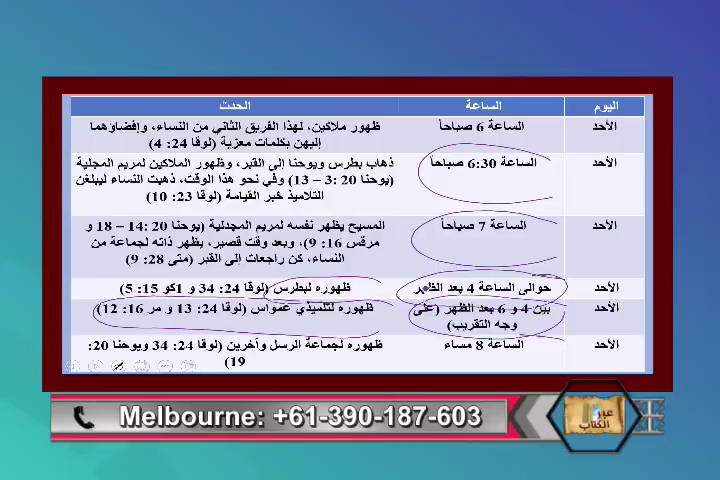 اليوم الساعة الحدث
الأحد الساعة 6 صباحاً ظهور ملاكين، لهذا الفريق الثاني من النساء، وإفضاؤهما
إليهن بكلمات معزية (لوقا 24: 4)
الأحد الساعة 6:30 صباحاً ذهاب بطرس ويوحنا إلى القبر، وظهور الملاكين لمريم المجلية
(يوحنا 20: 3 – 13) وفي نحو هذا الوقت، ذهبت النساء ليبلغن
التلاميذ خبر القيامة (لوقا 23: 10)
الأحد الساعة 7 صباحاً المسيح يظهر نفسه لمريم المجدلية (يوحنا 20 :14 – 18 و
مرقس 16: 9)، وبعد وقت قصير، يظهر ذاته لجماعة من
النساء، كن راجعات إلى القبر (متى 28: 9)
الأحد حوالى الساعة 4 بعد الظهر ظهوره لبطرس (لوقا 24: 34 و 1كو 15: 5)
الأحد بين 4 و 6 بعد الظهر (على ظهوره لتلميذي عمواس (لوقا 24: 13 و مر 16: 12)
وجه التقريب)
الأحد الساعة 8 مساء ظهوره لجماعة الرسل وآخرين (لوقا 24: 34 ويوحنا 20:
19)
Melbourne: +61-390-187-603
عبر
الكتاب